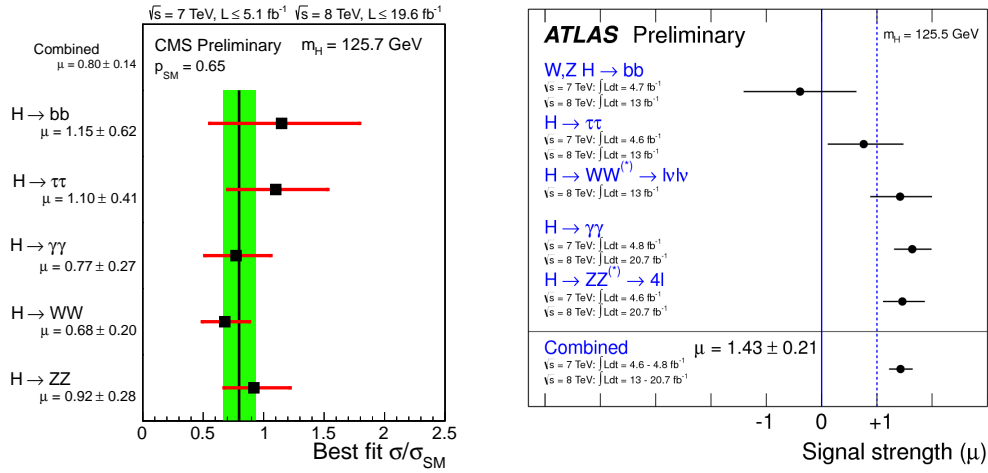 √s = 7 TeV, L ≤ 5.1 fb⁻¹ √s = 8 TeV, L ≤ 19.6 fb⁻¹
CMS Preliminary m_H = 125.7 GeV
p_SM = 0.65
Combined
μ = 0.80 ± 0.14
H → bb
μ = 1.15 ± 0.62
H → ττ
μ = 1.10 ± 0.41
H → γγ
μ = 0.77 ± 0.27
H → WW
μ = 0.68 ± 0.20
H → ZZ
μ = 0.92 ± 0.28
0 0.5 1 1.5 2 2.5
Best fit σ/σ_SM
ATLAS Preliminary m_H = 125.5 GeV
W,Z H → bb
√s = 7 TeV: ∫Ldt = 4.7 fb⁻¹
√s = 8 TeV: ∫Ldt = 13 fb⁻¹
H → ττ
√s = 7 TeV: ∫Ldt = 4.6 fb⁻¹
√s = 8 TeV: ∫Ldt = 13 fb⁻¹
H → WW⁽*⁾ → lνlν
√s = 8 TeV: ∫Ldt = 13 fb⁻¹
H → γγ
√s = 7 TeV: ∫Ldt = 4.8 fb⁻¹
√s = 8 TeV: ∫Ldt = 20.7 fb⁻¹
H → ZZ⁽*⁾ → 4l
√s = 7 TeV: ∫Ldt = 4.6 fb⁻¹
√s = 8 TeV: ∫Ldt = 20.7 fb⁻¹
Combined μ = 1.43 ± 0.21
√s = 7 TeV: ∫Ldt = 4.6 - 4.8 fb⁻¹
√s = 8 TeV: ∫Ldt = 13 - 20.7 fb⁻¹
-1 0 +1
Signal strength (μ)